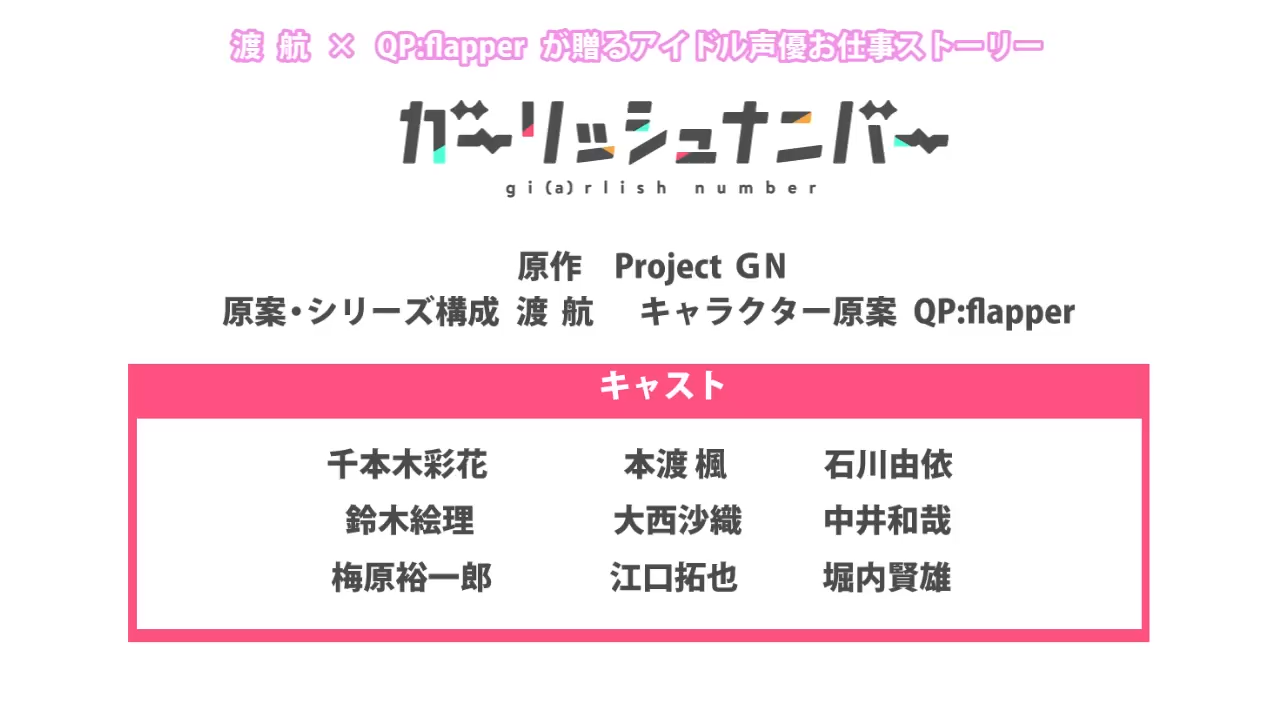 渡 航 × QP:flapper が贈るアイドル声優お仕事ストーリー
ガーリッシュナンバー
gi(a)rlish number
原作 Project GN
原案・シリーズ構成 渡 航 キャラクター原案 QP:flapper
キャスト
千本木彩花 本渡 楓 石川由依
鈴木絵理 大西沙織 中井和哉
梅原裕一郎 江口拓也 堀内賢雄